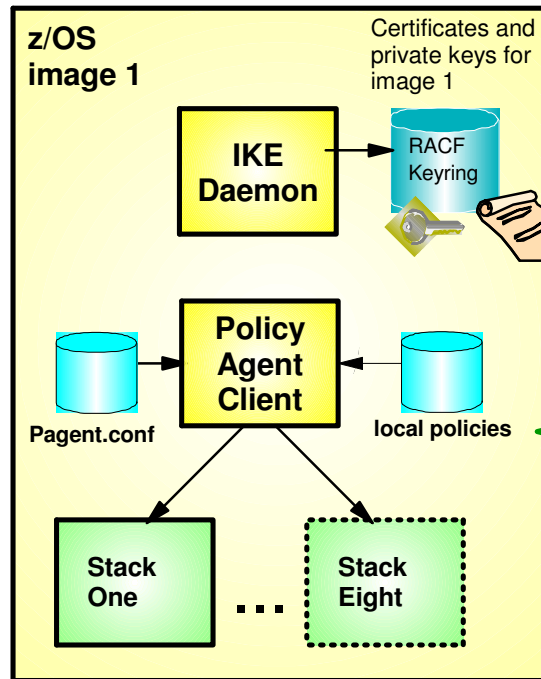 z/OS
image 1
Certificates and
private keys for
image 1
IKE
Daemon
RACF
Keyring
Policy
Agent
Client
Pagent.conf
local policies
Stack
One
...
Stack
Eight